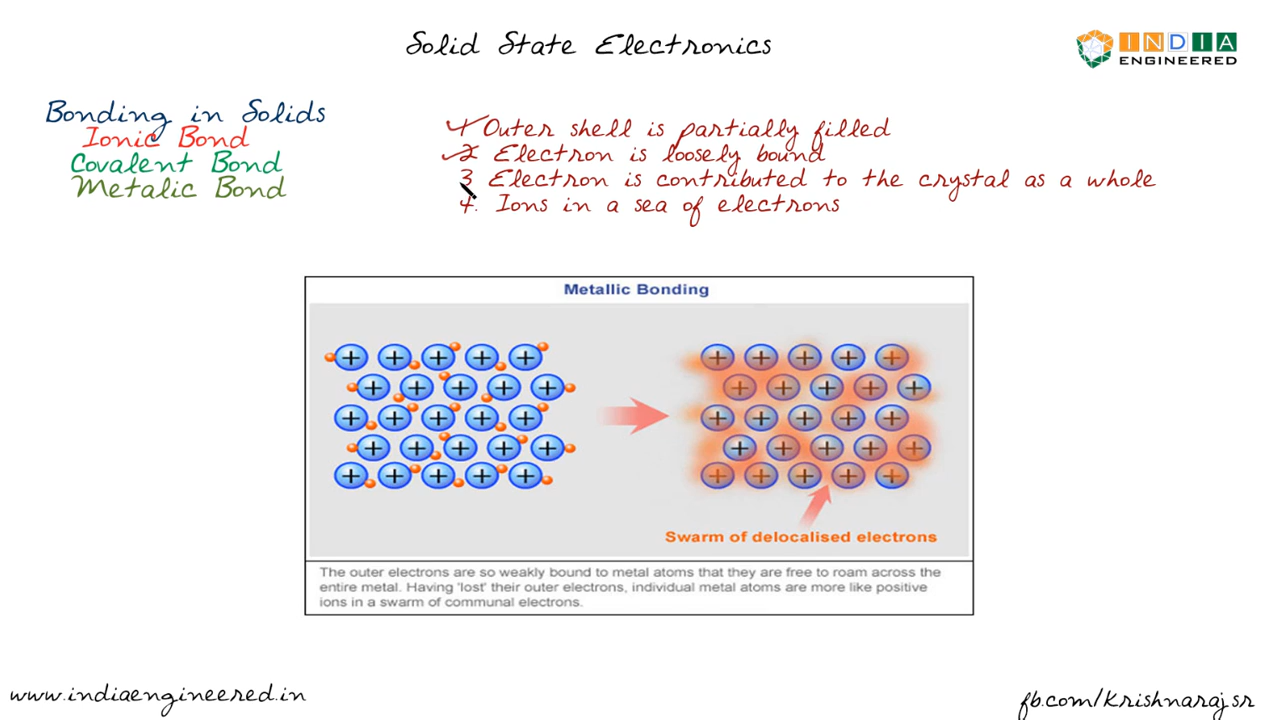 Solid State Electronics
INDIA
ENGINEERED
Bonding in Solids
Ionic Bond
Covalent Bond
Metalic Bond
1 Outer shell is partially filled
2 Electron is loosely bound
3 Electron is contributed to the crystal as a whole
4. Ions in a sea of electrons
Metallic Bonding
Swarm of delocalised electrons
The outer electrons are so weakly bound to metal atoms that they are free to roam across the
entire metal. Having 'lost' their outer electrons, individual metal atoms are more like positive
ions in a swarm of communal electrons.
www.indiaengineered.in
fb.com/krishnaraj.sr